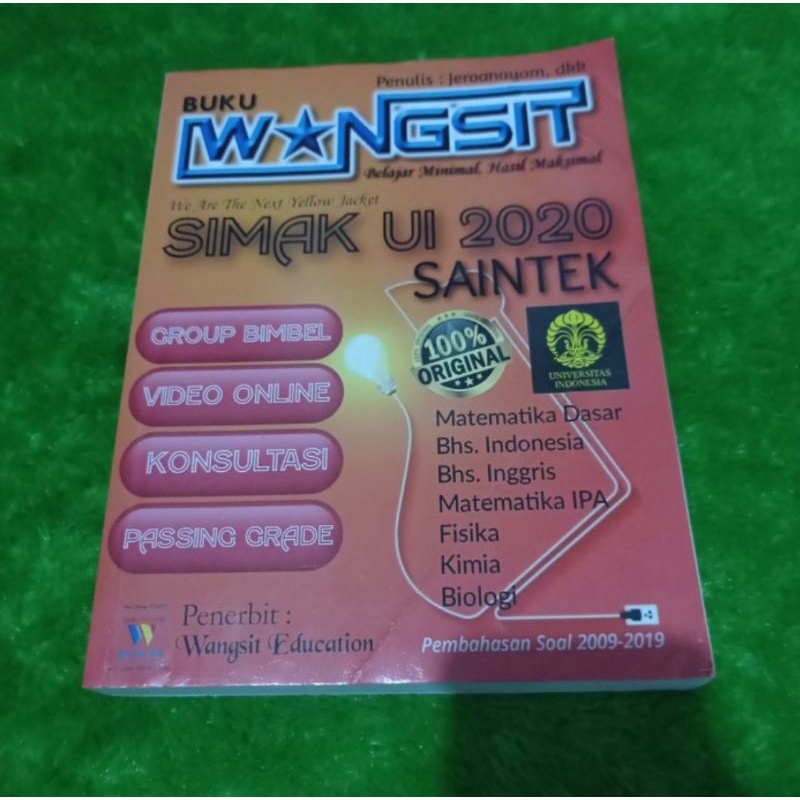 Penulis : Jeroanayam, dkk
BUKU
WANGSIT
Belajar Minimal, Hasil Maksimal
We Are The Next Yellow Jacket
SIMAK UI 2020
SAINTEK
GROUP BIMBEL
VIDEO ONLINE
KONSULTASI
PASSING GRADE
100%
ORIGINAL
UNIVERSITAS
INDONESIA
Matematika Dasar
Bhs. Indonesia
Bhs. Inggris
Matematika IPA
Fisika
Kimia
Biologi
Penerbit :
Wangsit Education
Pembahasan Soal 2009-2019